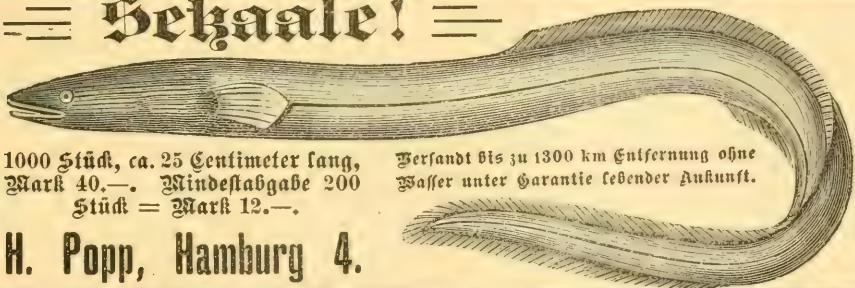 Setzaale!
1000 Stück, ca. 25 Centimeter lang,
Mark 40.—. Mindestabgabe 200
Stück = Mark 12.—.
Versandt bis zu 1300 km Entfernung ohne
Wasser unter Garantie lebender Ankunft.
H. Popp, Hamburg 4.